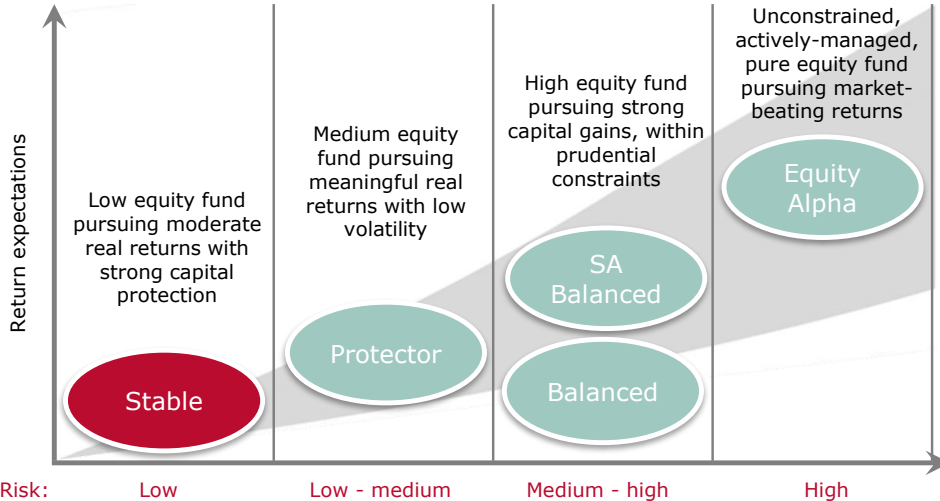 Return expectations
Low equity fund
pursuing moderate
real returns with
strong capital
protection
Stable
Medium equity
fund pursuing
meaningful real
returns with low
volatility
Protector
High equity fund
pursuing strong
capital gains, within
prudential
constraints
SA
Balanced
Balanced
Unconstrained,
actively-managed,
pure equity fund
pursuing market-
beating returns
Equity
Alpha
Risk:
Low
Low - medium
Medium - high
High